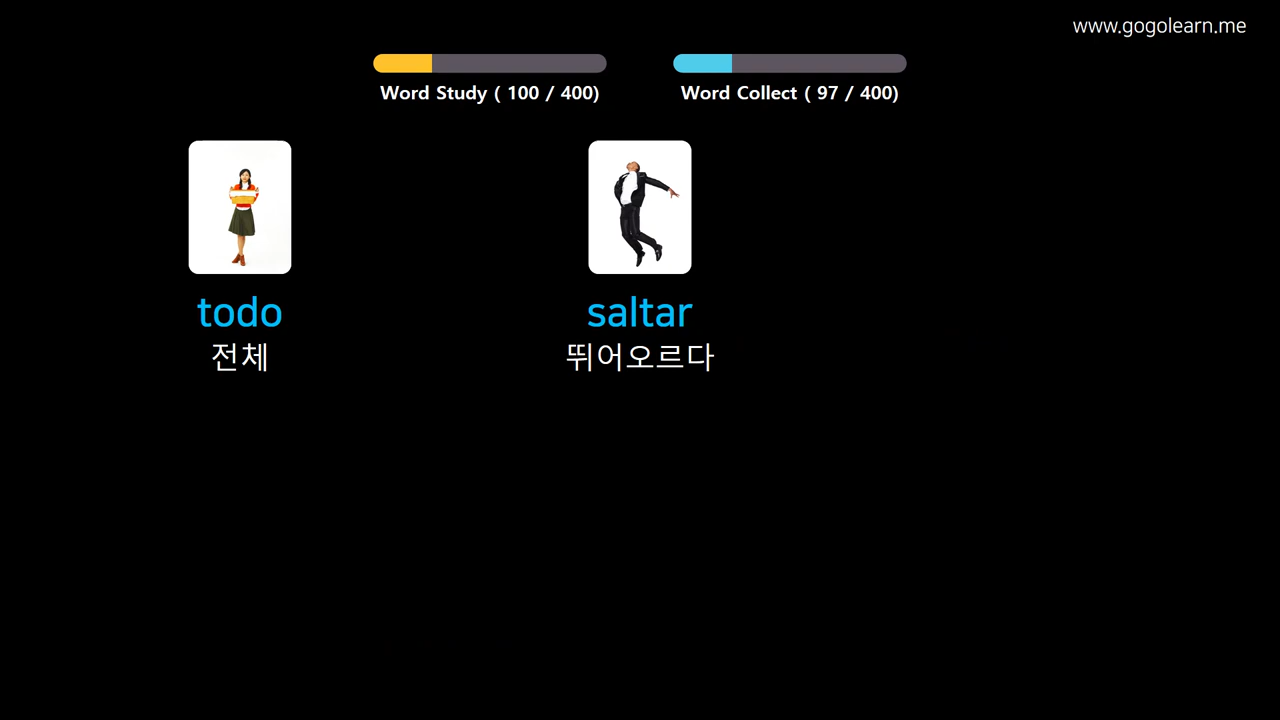 www.gogolearn.me
Word Study ( 100 / 400)
Word Collect ( 97 / 400)
todo
전체
saltar
뛰어오르다